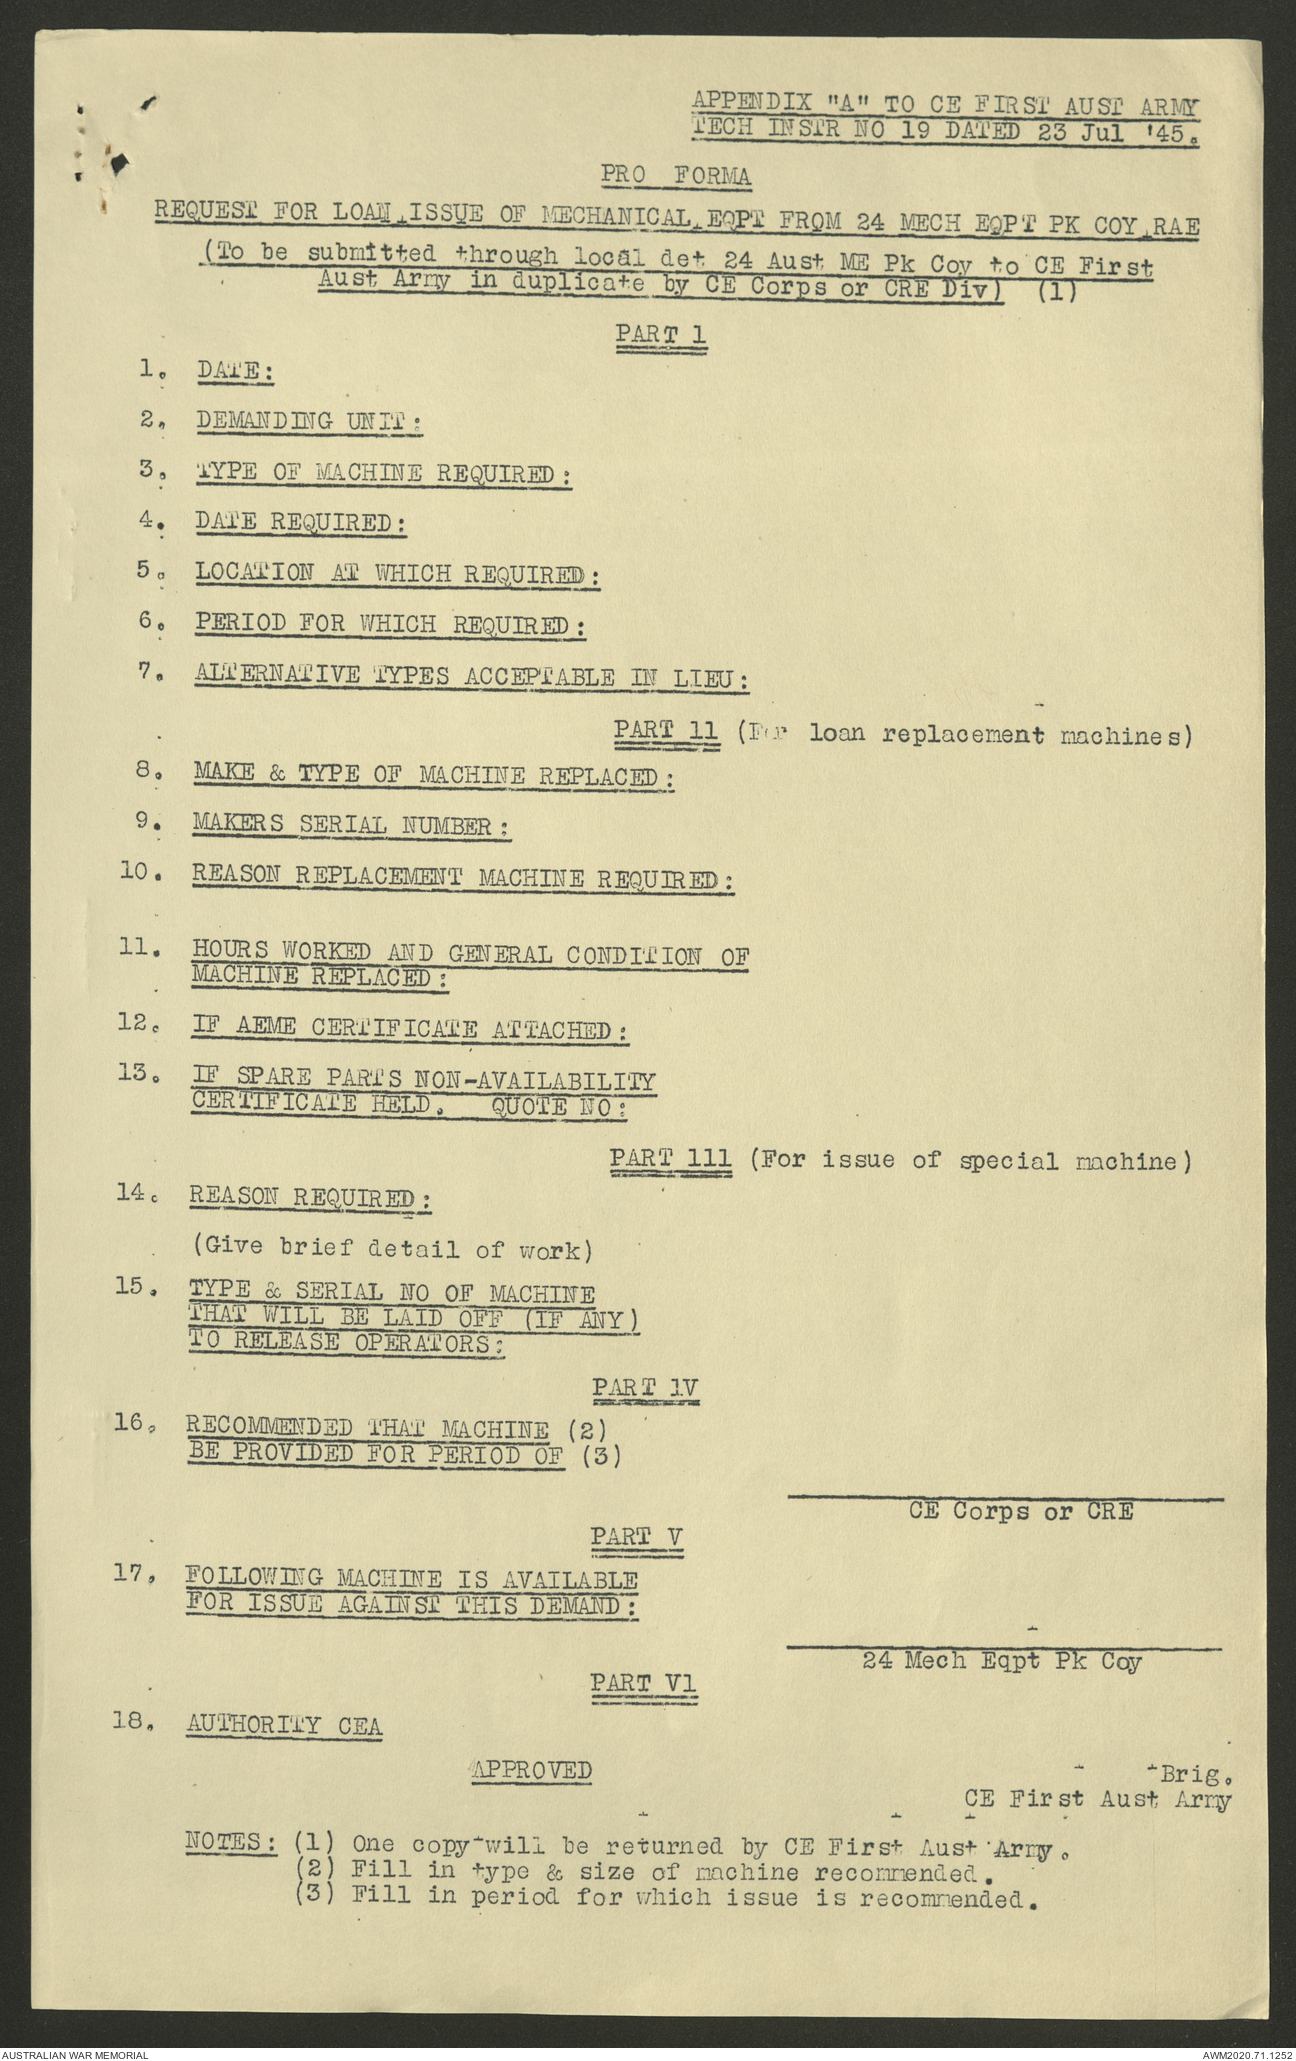 APPENDIX "A" TO CE FIRST AUST ARMY
TECH INSTR NO 19 DATED 23 Jul '45.
PRO FORMA
REQUEST FOR LOAN ISSUE OF MECHANICAL EQPT FROM 24 MECH EQPT PK COY RAE
(To be submitted through local det 24 Aust ME Pk Coy to CE First
Aust Army in duplicate by CE Corps or CRE Div) (1)
PART 1
1. DATE:
2. DEMANDING UNIT:
3. TYPE OF MACHINE REQUIRED:
4. DATE REQUIRED:
5. LOCATION AT WHICH REQUIRED:
6. PERIOD FOR WHICH REQUIRED:
7. ALTERNATIVE TYPES ACCEPTABLE IN LIEU:
PART 11 (For loan replacement machines)
8. MAKE & TYPE OF MACHINE REPLACED:
9. MAKERS SERIAL NUMBER:
10. REASON REPLACEMENT MACHINE REQUIRED:
11. HOURS WORKED AND GENERAL CONDITION OF
MACHINE REPLACED:
12. IF AEME CERTIFICATE ATTACHED:
13. IF SPARE PARTS NON-AVAILABILITY
CERTIFICATE HELD. QUOTE NO:
PART 111 (For issue of special machine)
14. REASON REQUIRED:
(Give brief detail of work)
15. TYPE & SERIAL NO OF MACHINE
THAT WILL BE LAID OFF (IF ANY)
TO RELEASE OPERATORS:
PART 1V
16. RECOMMENDED THAT MACHINE (2)
BE PROVIDED FOR PERIOD OF (3)
CE Corps or CRE
PART V
17. FOLLOWING MACHINE IS AVAILABLE
FOR ISSUE AGAINST THIS DEMAND:
24 Mech Eqpt Pk Coy
PART V1
18. AUTHORITY CEA
APPROVED
Brig.
CE First Aust Army
NOTES: (1) One copy will be returned by CE First Aust Army.
(2) Fill in type & size of machine recommended.
(3) Fill in period for which issue is recommended.
AUSTRALIAN WAR MEMORIAL
AWM2020.71.1252